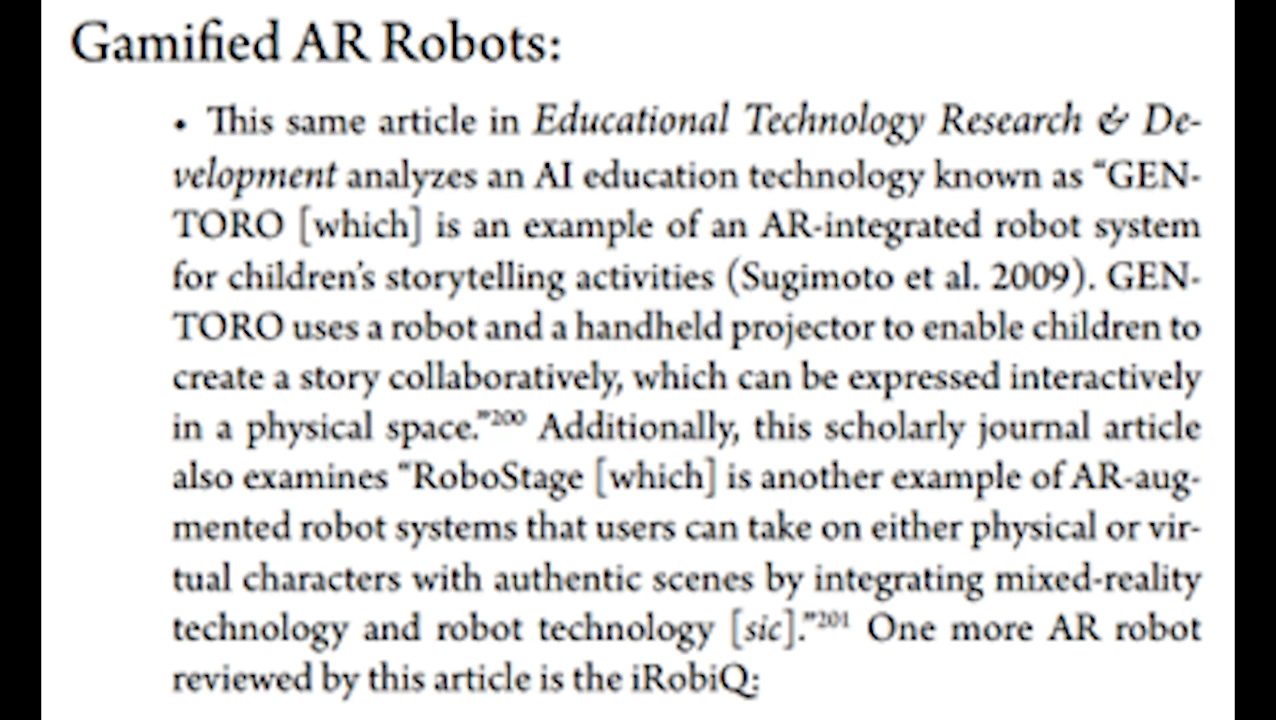 Gamified AR Robots:
• This same article in Educational Technology Research & De-
velopment analyzes an AI education technology known as “GEN-
TORO [which] is an example of an AR-integrated robot system
for children’s storytelling activities (Sugimoto et al. 2009). GEN-
TORO uses a robot and a handheld projector to enable children to
create a story collaboratively, which can be expressed interactively
in a physical space.”200 Additionally, this scholarly journal article
also examines “RoboStage [which] is another example of AR-aug-
mented robot systems that users can take on either physical or vir-
tual characters with authentic scenes by integrating mixed-reality
technology and robot technology [sic].”201 One more AR robot
reviewed by this article is the iRobiQ: